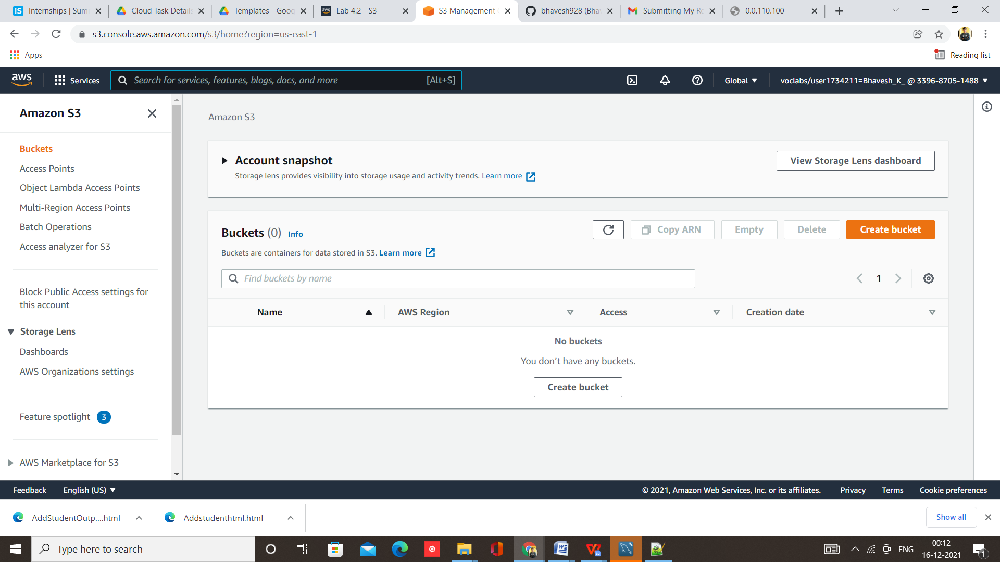 Internships | Sum
Cloud Task Details
Templates - Goog
Lab 4.2 - S3
S3 Management
bhavesh928 (Bha
Submitting My Re
0.0.110.100
s3.console.aws.amazon.com/s3/home?region=us-east-1
Apps
Reading list
aws
Services
Search for services, features, blogs, docs, and more
[Alt+S]
Global
voclabs/user1734211=Bhavesh_K_ @ 3396-8705-1488
Amazon S3
Buckets
Access Points
Object Lambda Access Points
Multi-Region Access Points
Batch Operations
Access analyzer for S3
Block Public Access settings for
this account
Storage Lens
Dashboards
AWS Organizations settings
Feature spotlight 3
AWS Marketplace for S3
Amazon S3
Account snapshot
Storage lens provides visibility into storage usage and activity trends. Learn more
View Storage Lens dashboard
Buckets (0) Info
Copy ARN
Empty
Delete
Create bucket
Buckets are containers for data stored in S3. Learn more
Find buckets by name
1
Name
AWS Region
Access
Creation date
No buckets
You don't have any buckets.
Create bucket
Feedback
English (US)
© 2021, Amazon Web Services, Inc. or its affiliates.
Privacy
Terms
Cookie preferences
AddStudentOutp....html
Addstudenthtml.html
Show all
Type here to search
ENG
00:12
16-12-2021
1